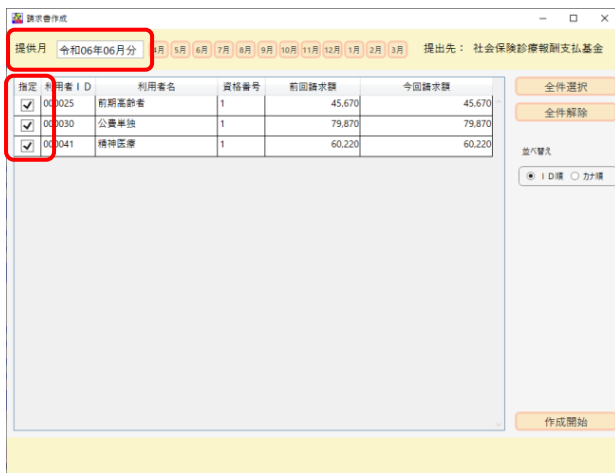 請求書作成
提供月 令和06年06月分 4月 5月 6月 7月 8月 9月 10月 11月 12月 1月 2月 3月 提出先： 社会保険診療報酬支払基金
指定 利用者ＩＤ 利用者名 資格番号 前回請求額 今回請求額
000025 前期高齢者 1 45,670 45,670
000030 公費単独 1 79,870 79,870
000041 精神医療 1 60,220 60,220
全件選択
全件解除
並べ替え
ＩＤ順 カナ順
作成開始